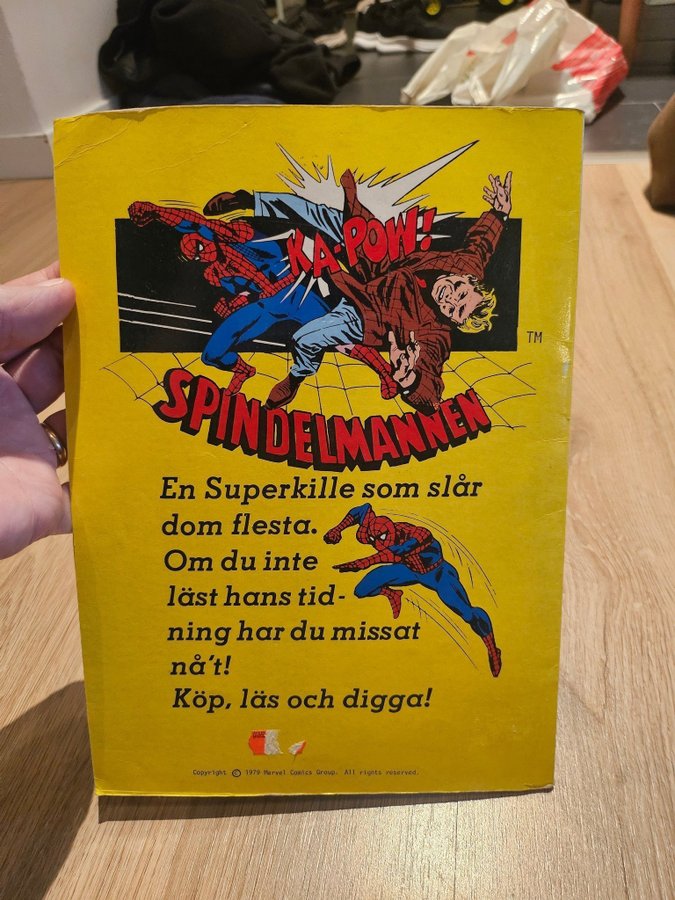 KA-POW!
TM
SPINDELMANNEN
En Superkille som slår
dom flesta.
Om du inte
läst hans tid-
ning har du missat
nå't!
Köp, läs och digga!
Copyright © 1979 Marvel Comics Group. All rights reserved.